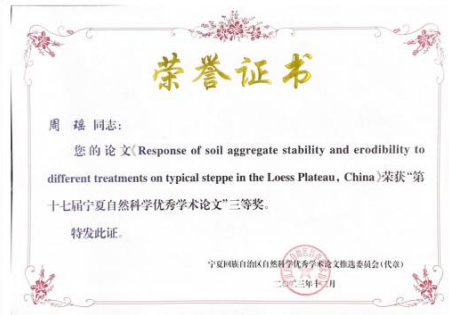 荣誉证书
周瑶 同志：
您的论文《Response of soil aggregate stability and erodibility to
different treatments on typical steppe in the Loess Plateau, China》荣获“第
十七届宁夏自然科学优秀学术论文”三等奖。
特发此证。
宁夏回族自治区自然科学优秀学术论文推选委员会（代章）
二〇二三年十二月